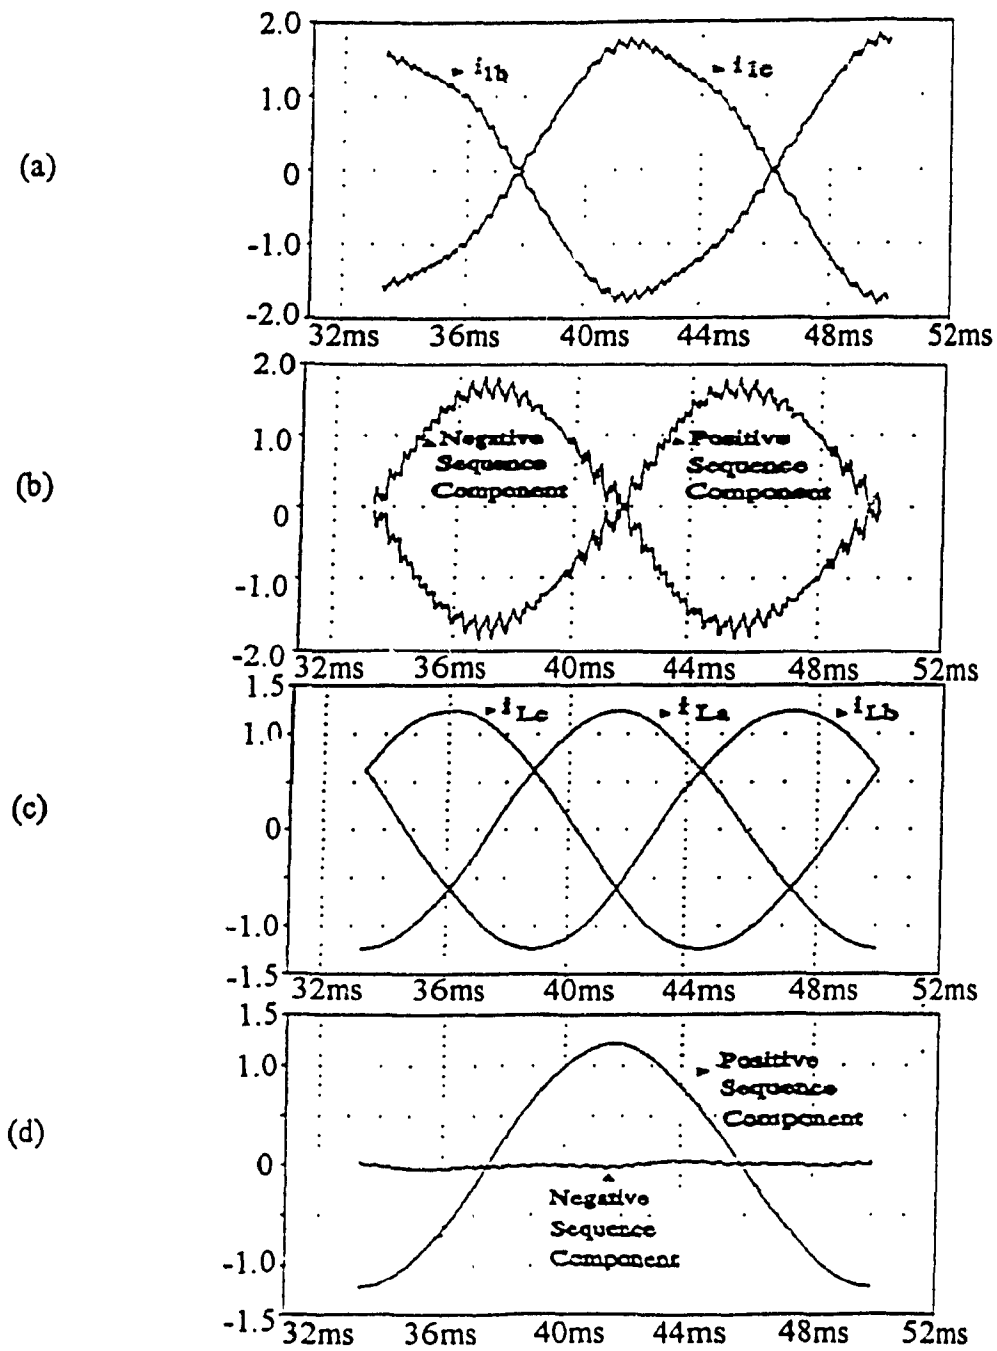 (a)
2.0
1.0
0
-1.0
-2.0
i1b
i1c
32ms 36ms 40ms 44ms 48ms 52ms
(b)
2.0
1.0
0
-1.0
-2.0
Negative
Sequence
Component
Positive
Sequence
Component
32ms 36ms 40ms 44ms 48ms 52ms
(c)
1.5
1.0
0
-1.0
-1.5
iLc
iLa
iLb
32ms 36ms 40ms 44ms 48ms 52ms
(d)
1.5
1.0
0
-1.0
-1.5
Positive
Sequence
Component
Negative
Sequence
Component
32ms 36ms 40ms 44ms 48ms 52ms